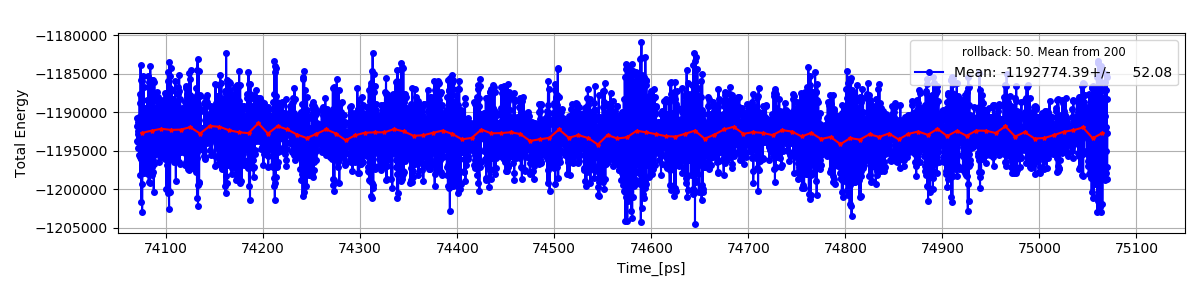 −1180000
−1185000
−1190000
−1195000
−1200000
−1205000
Total Energy
rollback: 50. Mean from 200
Mean: -1192774.39+/- 52.08
74100 74200 74300 74400 74500 74600 74700 74800 74900 75000 75100
Time_[ps]